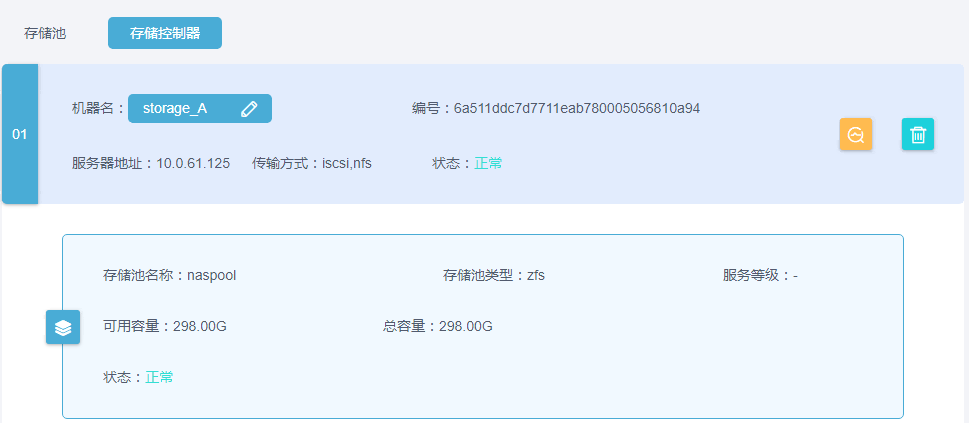 存储池 存储控制器
01
机器名：storage_A 编号：6a511ddc7d7711eab780005056810a94
服务器地址：10.0.61.125 传输方式：iscsi,nfs 状态：正常
存储池名称：naspool 存储池类型：zfs 服务等级：-
可用容量：298.00G 总容量：298.00G
状态：正常